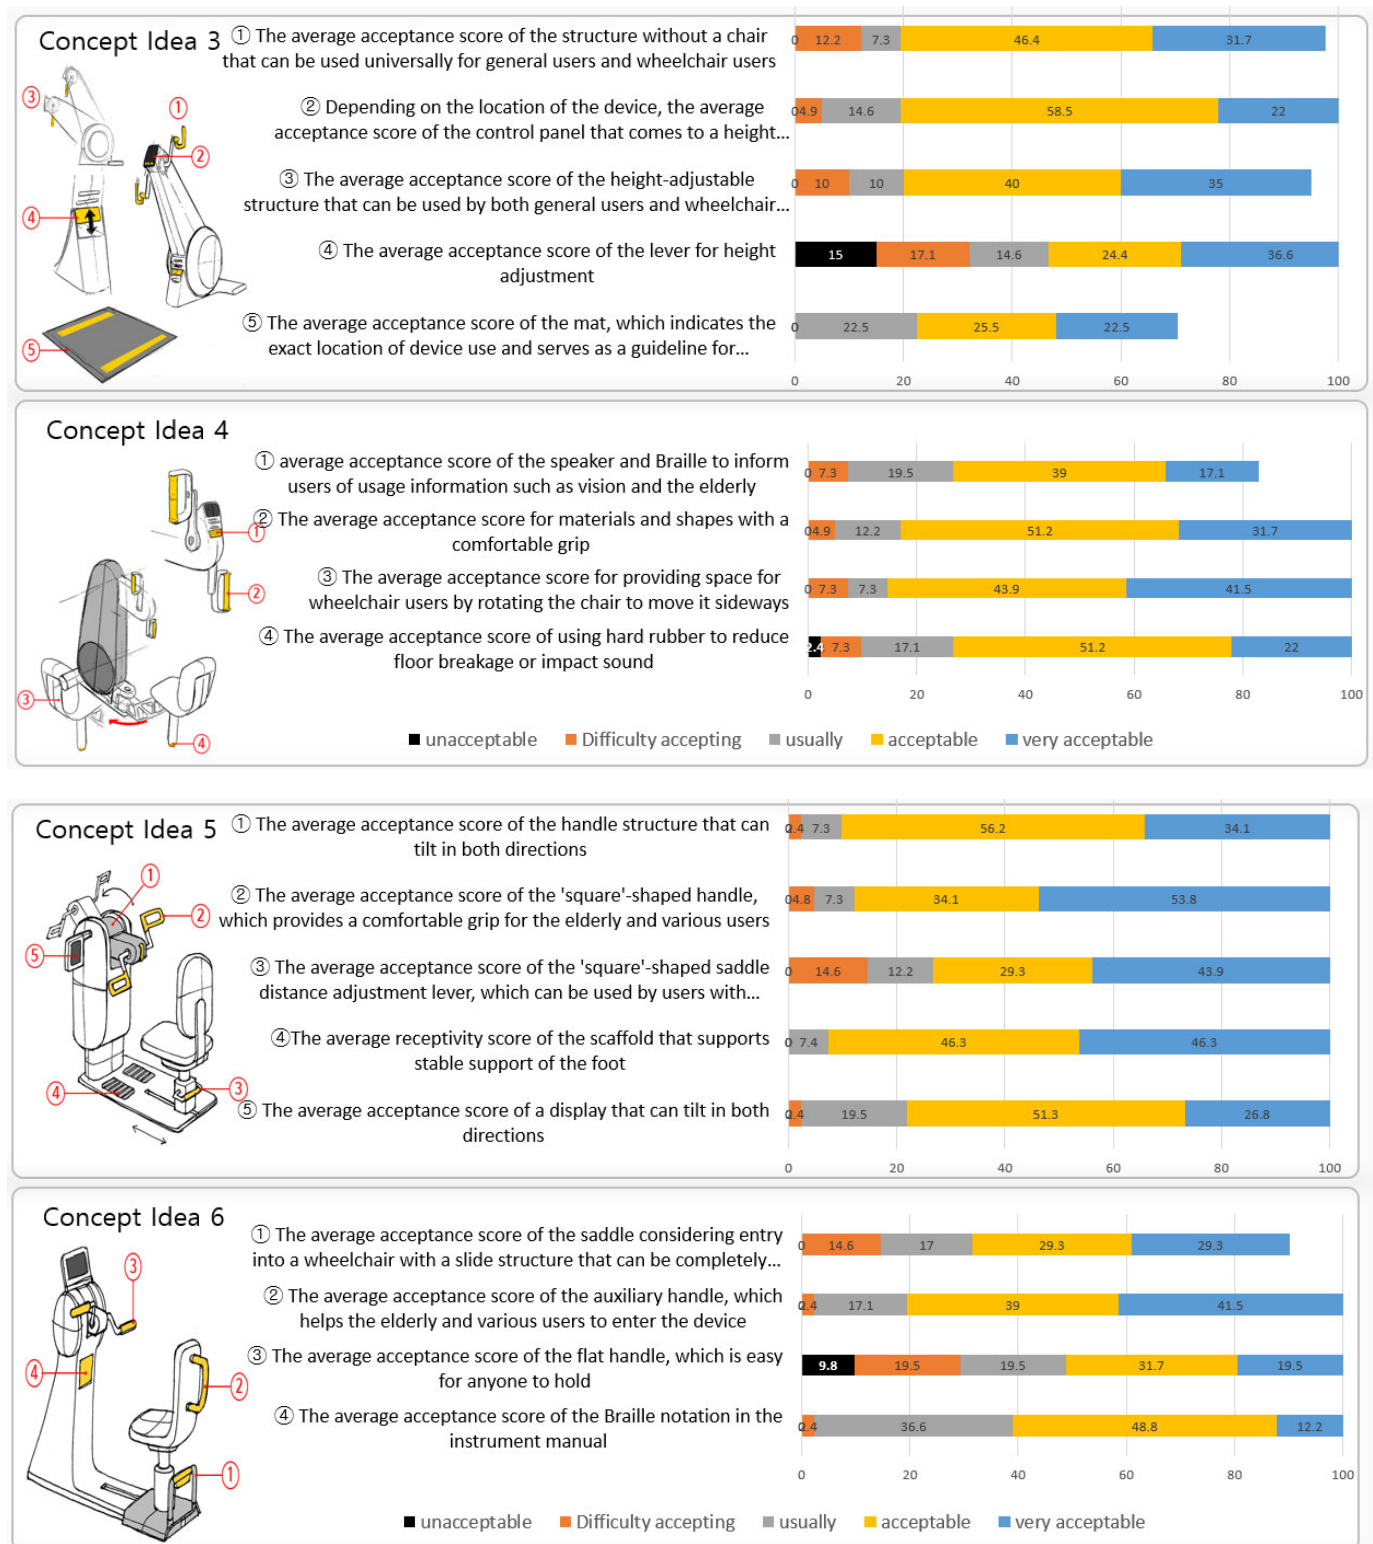 Concept Idea 3
① The average acceptance score of the structure without a chair
that can be used universally for general users and wheelchair users
0 12.2 7.3 46.4 31.7
② Depending on the location of the device, the average
acceptance score of the control panel that comes to a height...
0 4.9 14.6 58.5 22
③ The average acceptance score of the height-adjustable
structure that can be used by both general users and wheelchair...
0 10 10 40 35
④ The average acceptance score of the lever for height
adjustment
15 17.1 14.6 24.4 36.6
⑤ The average acceptance score of the mat, which indicates the
exact location of device use and serves as a guideline for...
0 22.5 25.5 22.5
0 20 40 60 80 100
③ ① ② ④ ⑤
Concept Idea 4
① average acceptance score of the speaker and Braille to inform
users of usage information such as vision and the elderly
0 7.3 19.5 39 17.1
② The average acceptance score for materials and shapes with a
comfortable grip
0 4.9 12.2 51.2 31.7
③ The average acceptance score for providing space for
wheelchair users by rotating the chair to move it sideways
0 7.3 7.3 43.9 41.5
④ The average acceptance score of using hard rubber to reduce
floor breakage or impact sound
2.4 7.3 17.1 51.2 22
0 20 40 60 80 100
① ② ③ ④
unacceptable Difficulty accepting usually acceptable very acceptable
Concept Idea 5
① The average acceptance score of the handle structure that can
tilt in both directions
0 2.4 7.3 56.2 34.1
② The average acceptance score of the 'square'-shaped handle,
which provides a comfortable grip for the elderly and various users
0 4.8 7.3 34.1 53.8
③ The average acceptance score of the 'square'-shaped saddle
distance adjustment lever, which can be used by users with...
0 14.6 12.2 29.3 43.9
④The average receptivity score of the scaffold that supports
stable support of the foot
0 7.4 46.3 46.3
⑤ The average acceptance score of a display that can tilt in both
directions
0 2.4 19.5 51.3 26.8
0 20 40 60 80 100
① ② ⑤ ③ ④
Concept Idea 6
① The average acceptance score of the saddle considering entry
into a wheelchair with a slide structure that can be completely...
0 14.6 17 29.3 29.3
② The average acceptance score of the auxiliary handle, which
helps the elderly and various users to enter the device
0 2.4 17.1 39 41.5
③ The average acceptance score of the flat handle, which is easy
for anyone to hold
9.8 19.5 19.5 31.7 19.5
④ The average acceptance score of the Braille notation in the
instrument manual
0 2.4 36.6 48.8 12.2
0 20 40 60 80 100
③ ④ ② ①
unacceptable Difficulty accepting usually acceptable very acceptable